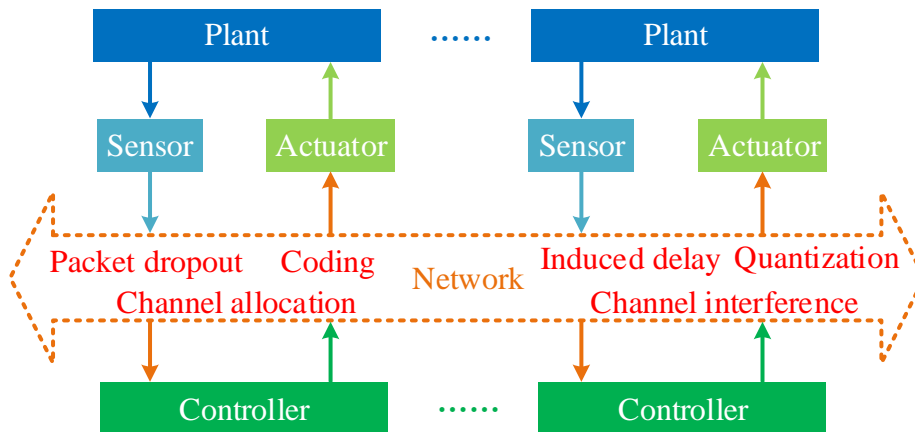 Plant ...... Plant
Sensor Actuator Sensor Actuator
Packet dropout Coding Network Induced delay Quantization
Channel allocation Channel interference
Controller ...... Controller